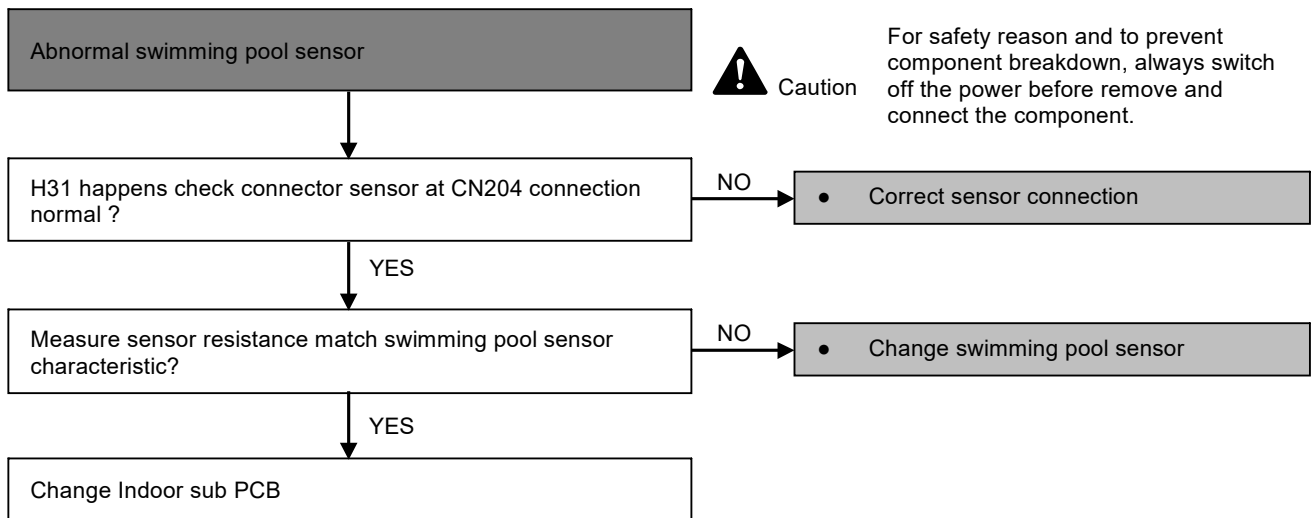 Abnormal swimming pool sensor
Caution
For safety reason and to prevent
component breakdown, always switch
off the power before remove and
connect the component.
H31 happens check connector sensor at CN204 connection
normal ?
NO
● Correct sensor connection
YES
Measure sensor resistance match swimming pool sensor
characteristic?
NO
● Change swimming pool sensor
YES
Change Indoor sub PCB